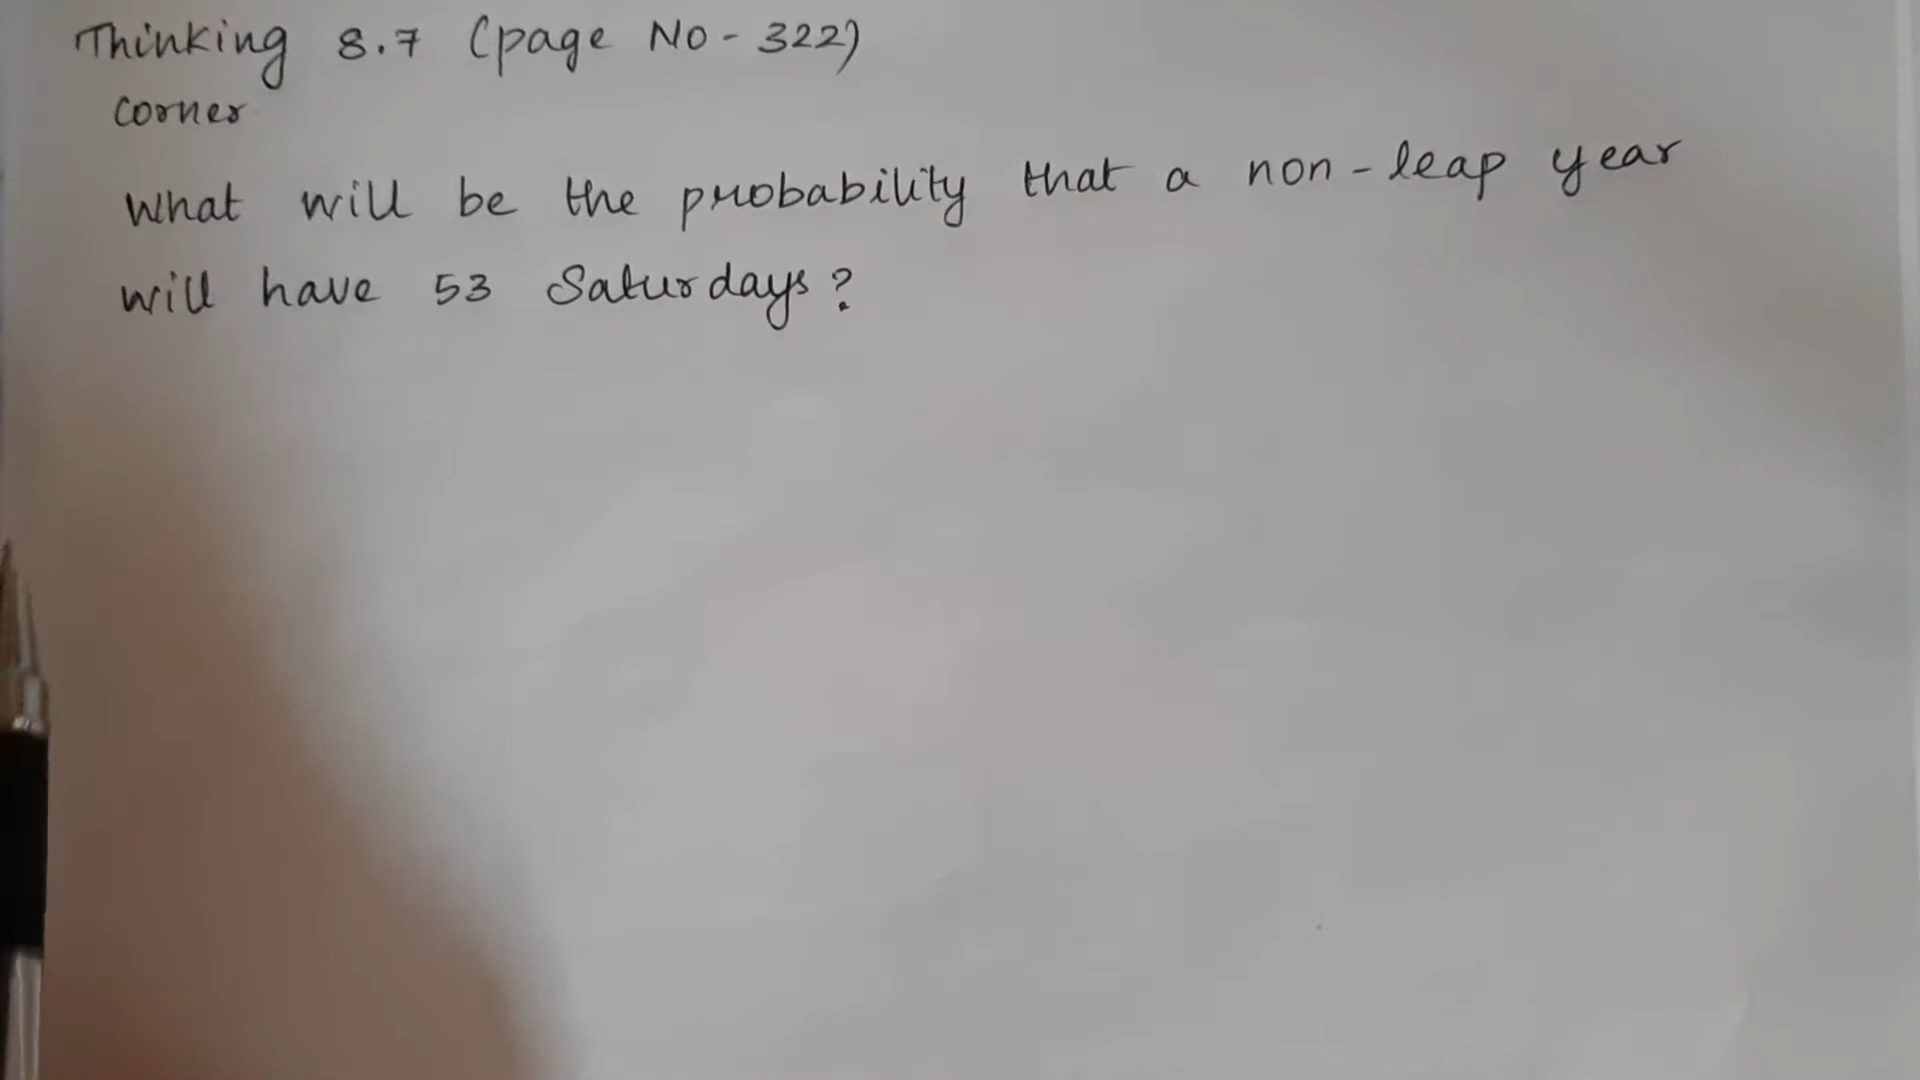 Thinking 8.7 (page No - 322)
corner
What will be the probability that a non-leap year
will have 53 Saturdays?